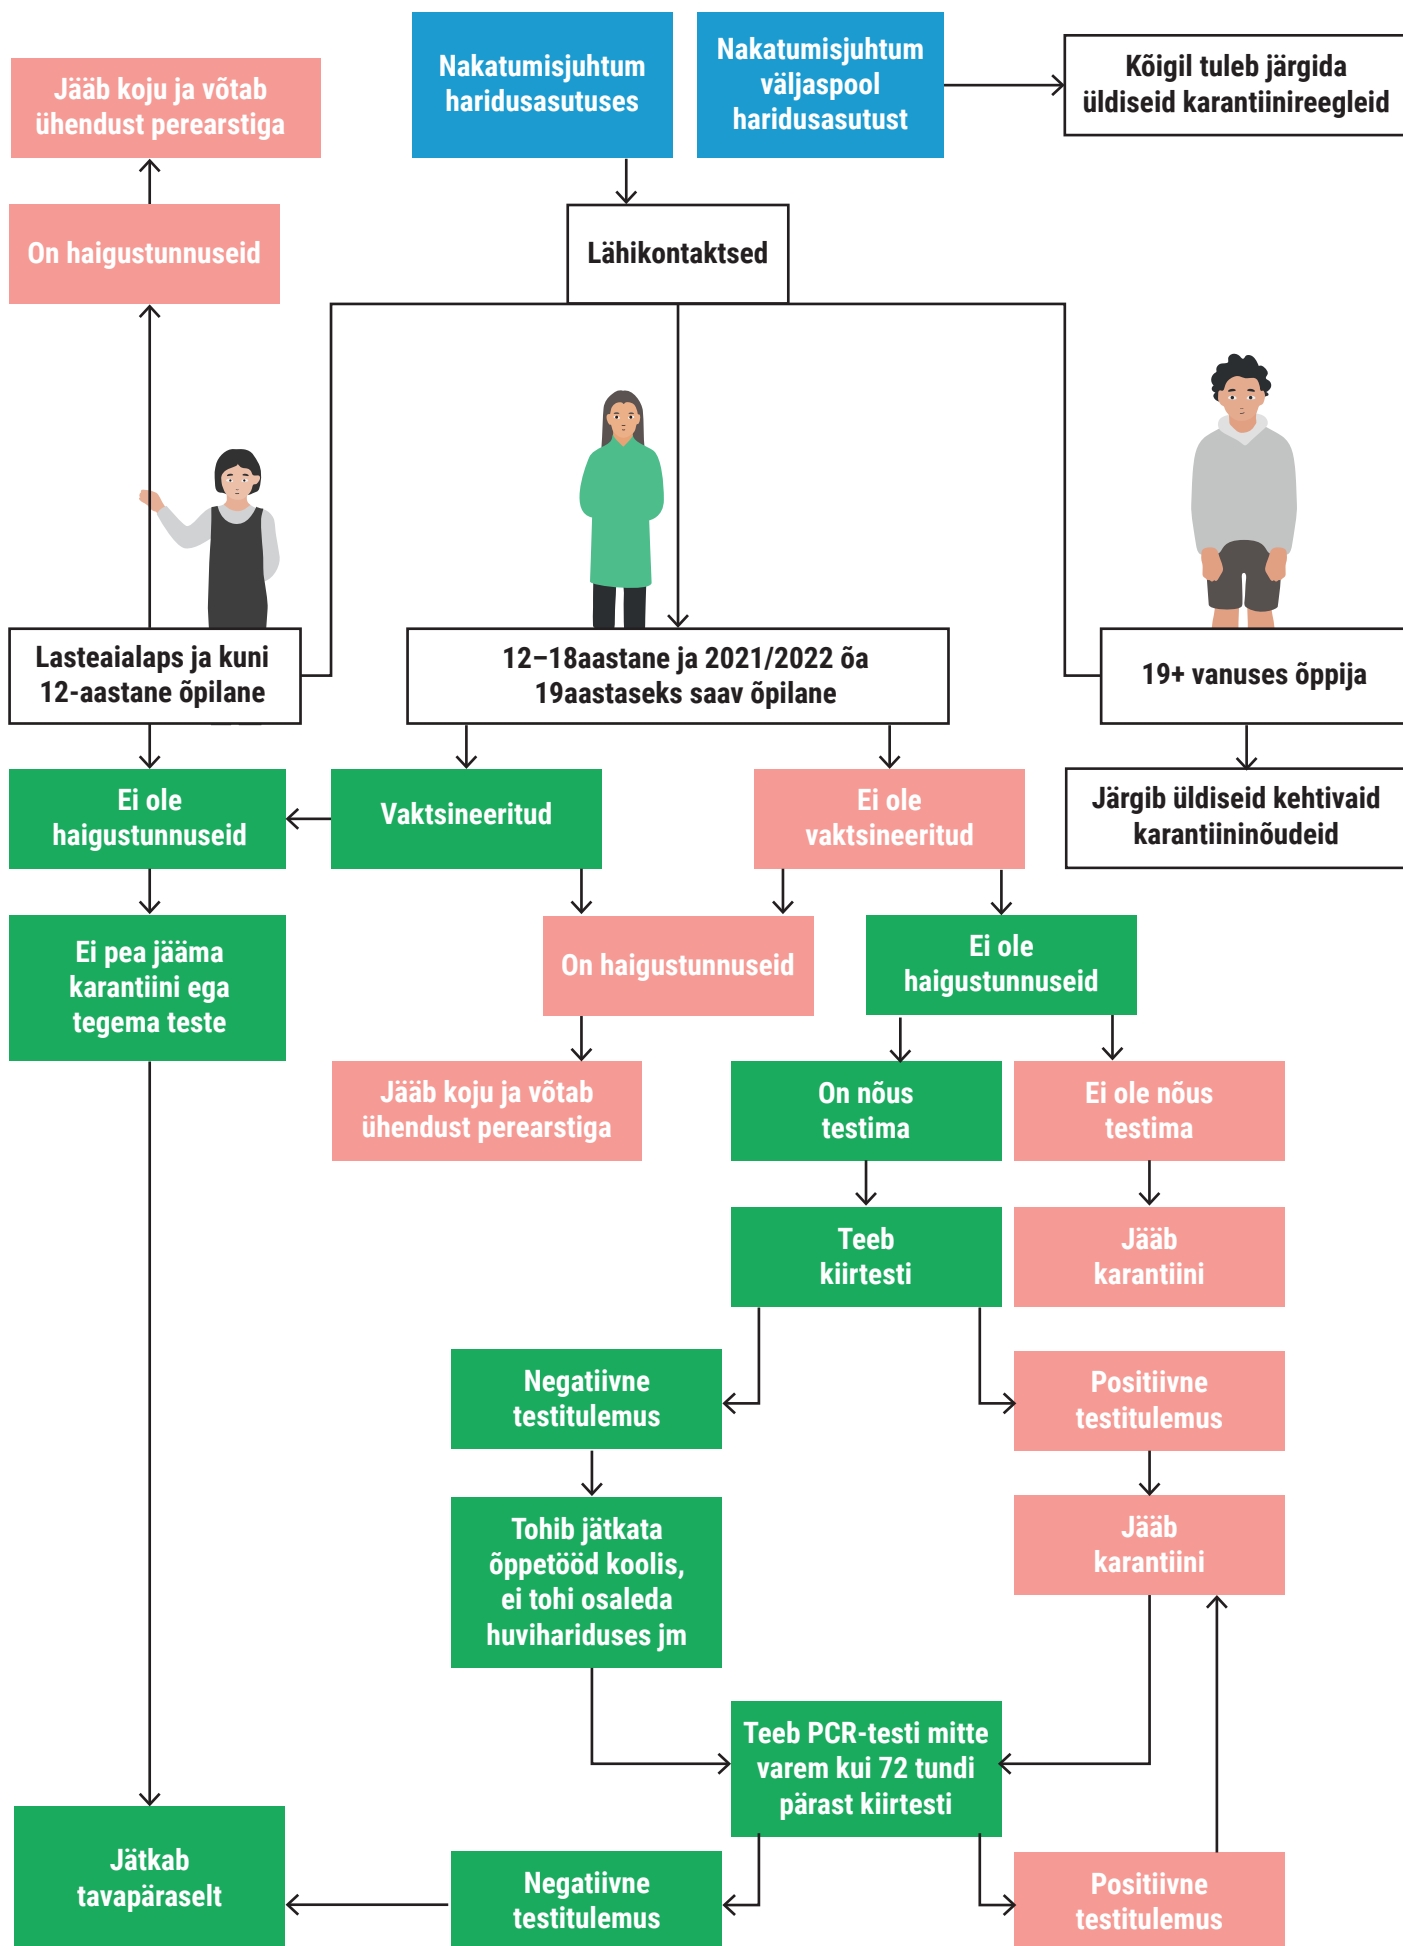 Nakatumisjuhtum
haridusasutuses
Nakatumisjuhtum
väljaspool
haridusasutust
Kõigil tuleb järgida
üldiseid karantiinireegleid
Jääb koju ja võtab
ühendust perearstiga
On haigustunnuseid
Lähikontaktsed
Lasteaialaps ja kuni
12-aastane õpilane
12–18aastane ja 2021/2022 õa
19aastaseks saav õpilane
19+ vanuses õppija
Ei ole
haigustunnuseid
Vaktsineeritud
Ei ole
vaktsineeritud
Järgib üldiseid kehtivaid
karantiininõudeid
Ei pea jääma
karantiini ega
tegema teste
On haigustunnuseid
Ei ole
haigustunnuseid
Jääb koju ja võtab
ühendust perearstiga
On nõus
testima
Ei ole nõus
testima
Teeb
kiirtesti
Jääb
karantiini
Negatiivne
testitulemus
Positiivne
testitulemus
Tohib jätkata
õppetööd koolis,
ei tohi osaleda
huvihariduses jm
Jääb
karantiini
Teeb PCR-testi mitte
varem kui 72 tundi
pärast kiirtesti
Jätkab
tavapäraselt
Negatiivne
testitulemus
Positiivne
testitulemus